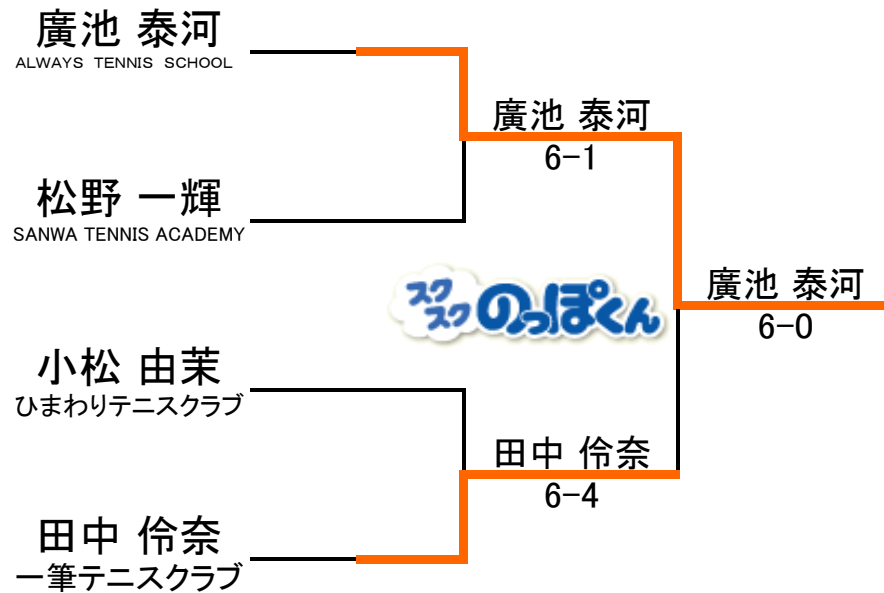 廣池 泰河
ALWAYS TENNIS SCHOOL
廣池 泰河
6-1
松野 一輝
SANWA TENNIS ACADEMY
スクスクのっぽくん
廣池 泰河
6-0
小松 由茉
ひまわりテニスクラブ
田中 伶奈
6-4
田中 伶奈
一筆テニスクラブ